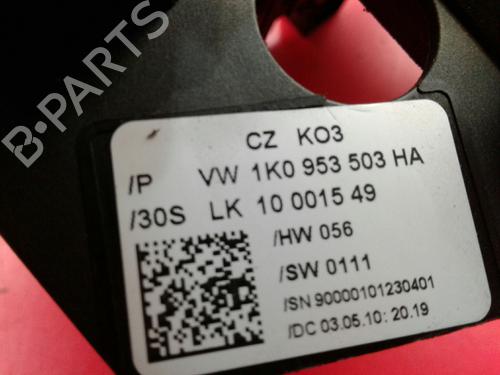 B-PARTS
CZ KO3
/P VW 1K0 953 503 HA
/30S LK 10 0015 49
/HW 056
/SW 0111
/SN 90000101230401
/DC 03.05.10: 20.19